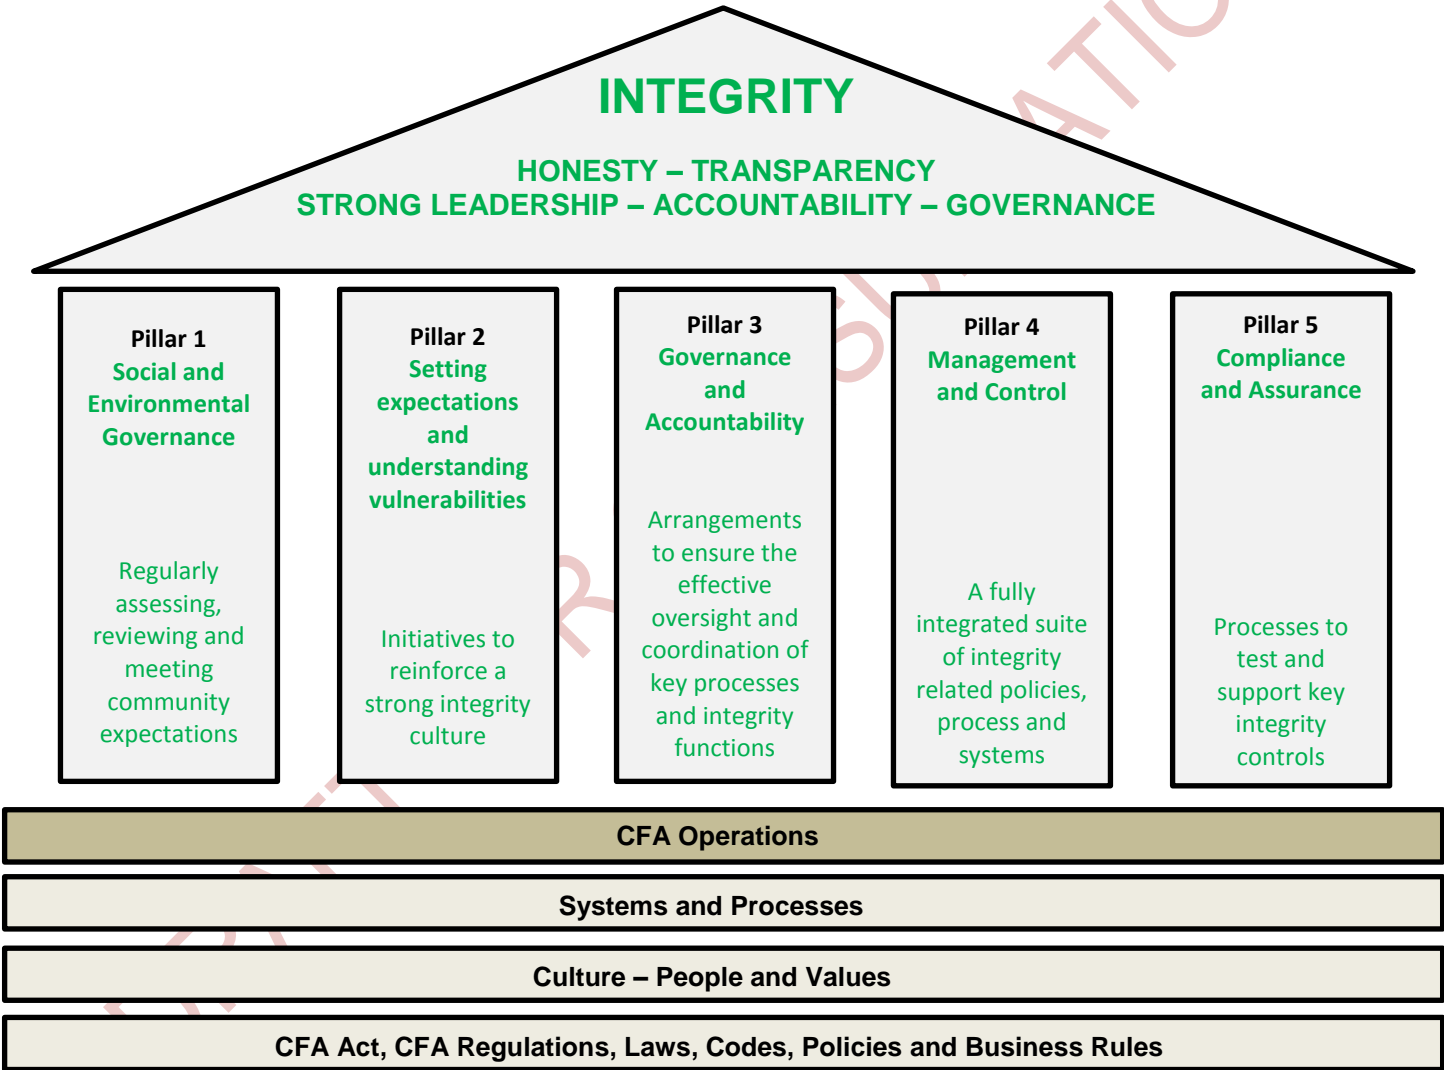 INTEGRITY
HONESTY – TRANSPARENCY
STRONG LEADERSHIP – ACCOUNTABILITY – GOVERNANCE
Pillar 1
Social and
Environmental
Governance
Regularly
assessing,
reviewing and
meeting
community
expectations
Pillar 2
Setting
expectations
and
understanding
vulnerabilities
Initiatives to
reinforce a
strong integrity
culture
Pillar 3
Governance
and
Accountability
Arrangements
to ensure the
effective
oversight and
coordination of
key processes
and integrity
functions
Pillar 4
Management
and Control
A fully
integrated suite
of integrity
related policies,
process and
systems
Pillar 5
Compliance
and Assurance
Processes to
test and
support key
integrity
controls
CFA Operations
Systems and Processes
Culture – People and Values
CFA Act, CFA Regulations, Laws, Codes, Policies and Business Rules